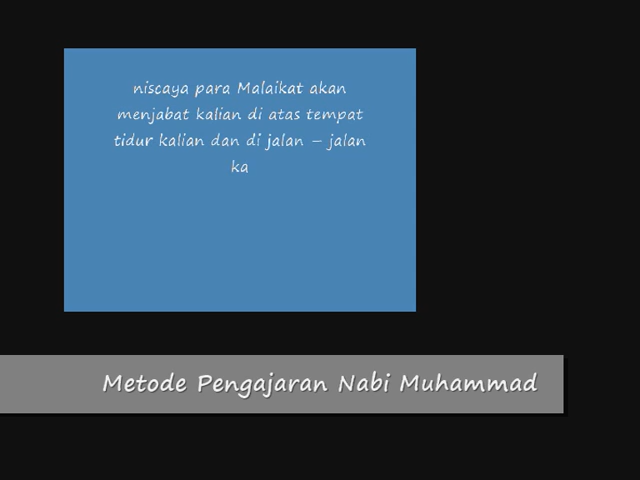 niscaya para Malaikat akan
menjabat kalian di atas tempat
tidur kalian dan di jalan – jalan
ka
Metode Pengajaran Nabi Muhammad